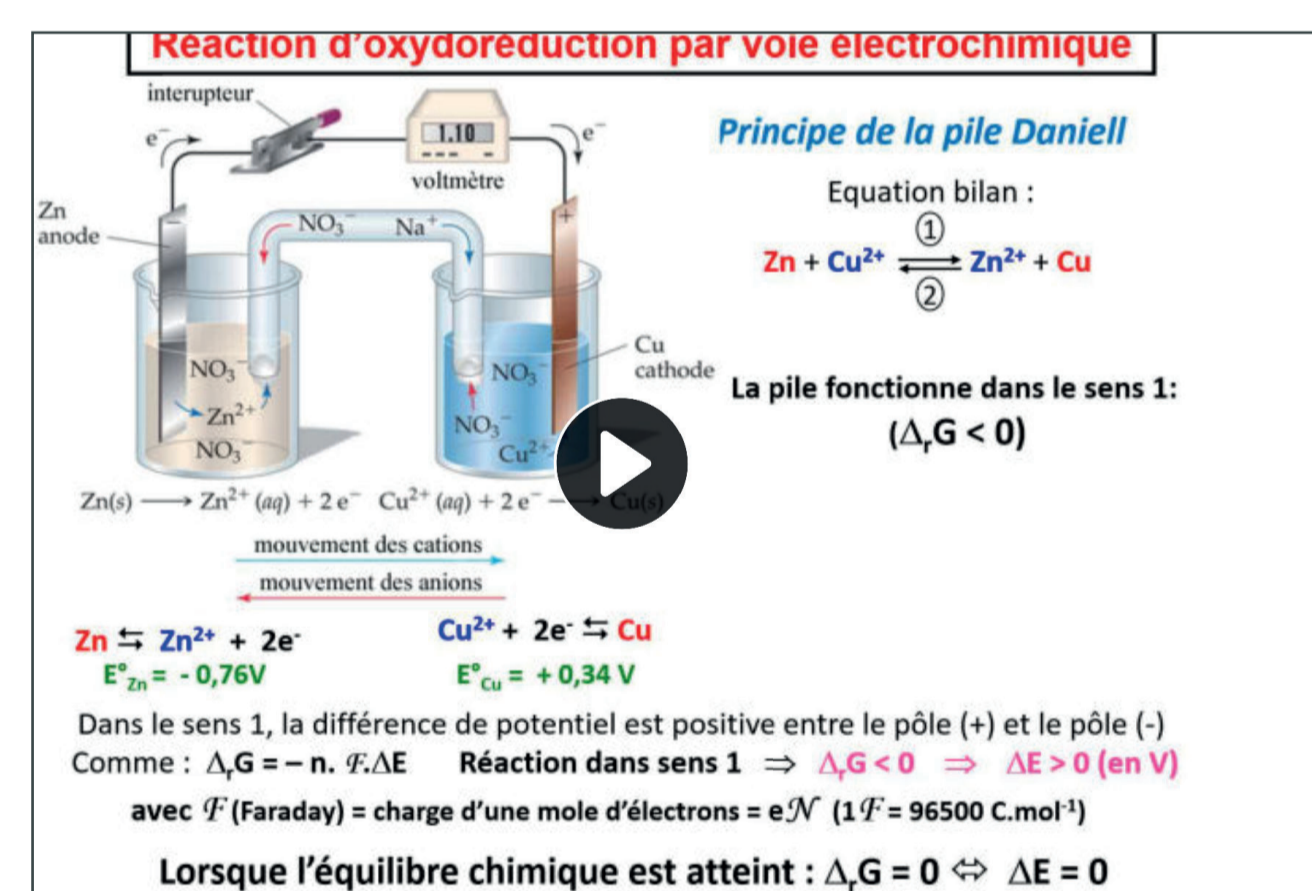 Réaction d'oxydoréduction par voie électrochimique
interupteur
e⁻
1.10
e⁻
voltmètre
Principe de la pile Daniell
Equation bilan :
①
Zn + Cu²⁺ ⇄ Zn²⁺ + Cu
②
Zn
anode
−
NO₃⁻ Na⁺
+
Cu
cathode
NO₃⁻
Zn²⁺
NO₃⁻
NO₃⁻
NO₃⁻
Cu²⁺
La pile fonctionne dans le sens 1:
(ΔᵣG < 0)
Zn(s) ⟶ Zn²⁺ (aq) + 2 e⁻ Cu²⁺ (aq) + 2 e⁻ ⟶ Cu(s)
mouvement des cations
mouvement des anions
Zn ⇆ Zn²⁺ + 2e⁻ Cu²⁺ + 2e⁻ ⇆ Cu
E°Zn = - 0,76V E°Cu = + 0,34 V
Dans le sens 1, la différence de potentiel est positive entre le pôle (+) et le pôle (-)
Comme : ΔᵣG = – n. ℱ.ΔE Réaction dans sens 1 ⇒ ΔᵣG < 0 ⇒ ΔE > 0 (en V)
avec ℱ (Faraday) = charge d'une mole d'électrons = e𝒩 (1ℱ = 96500 C.mol⁻¹)
Lorsque l'équilibre chimique est atteint : ΔᵣG = 0 ⇔ ΔE = 0